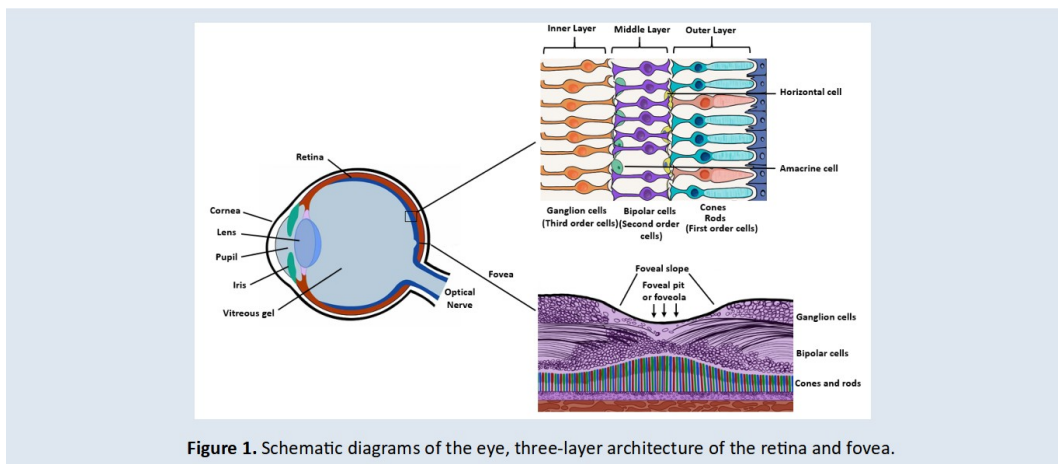 Inner Layer
Middle Layer
Outer Layer
Horizontal cell
Amacrine cell
Ganglion cells
(Third order cells)
Bipolar cells
(Second order
cells)
Cones
Rods
(First order cells)
Retina
Cornea
Lens
Pupil
Iris
Vitreous gel
Fovea
Optical
Nerve
Foveal slope
Foveal pit
or foveola
Ganglion cells
Bipolar cells
Cones and rods
Figure 1. Schematic diagrams of the eye, three-layer architecture of the retina and fovea.